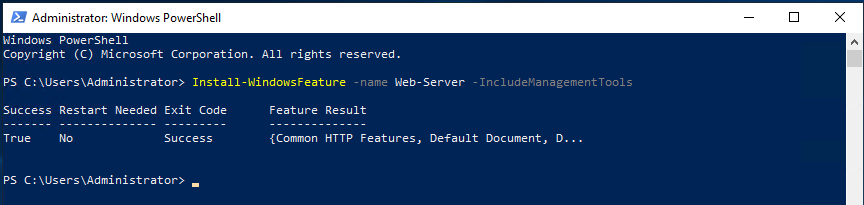 Administrator: Windows PowerShell
Windows PowerShell
Copyright (C) Microsoft Corporation. All rights reserved.
PS C:\Users\Administrator> Install-WindowsFeature -name Web-Server -IncludeManagementTools
Success Restart Needed Exit Code      Feature Result
------- -------------- ---------      --------------
True    No             Success        {Common HTTP Features, Default Document, D...
PS C:\Users\Administrator>